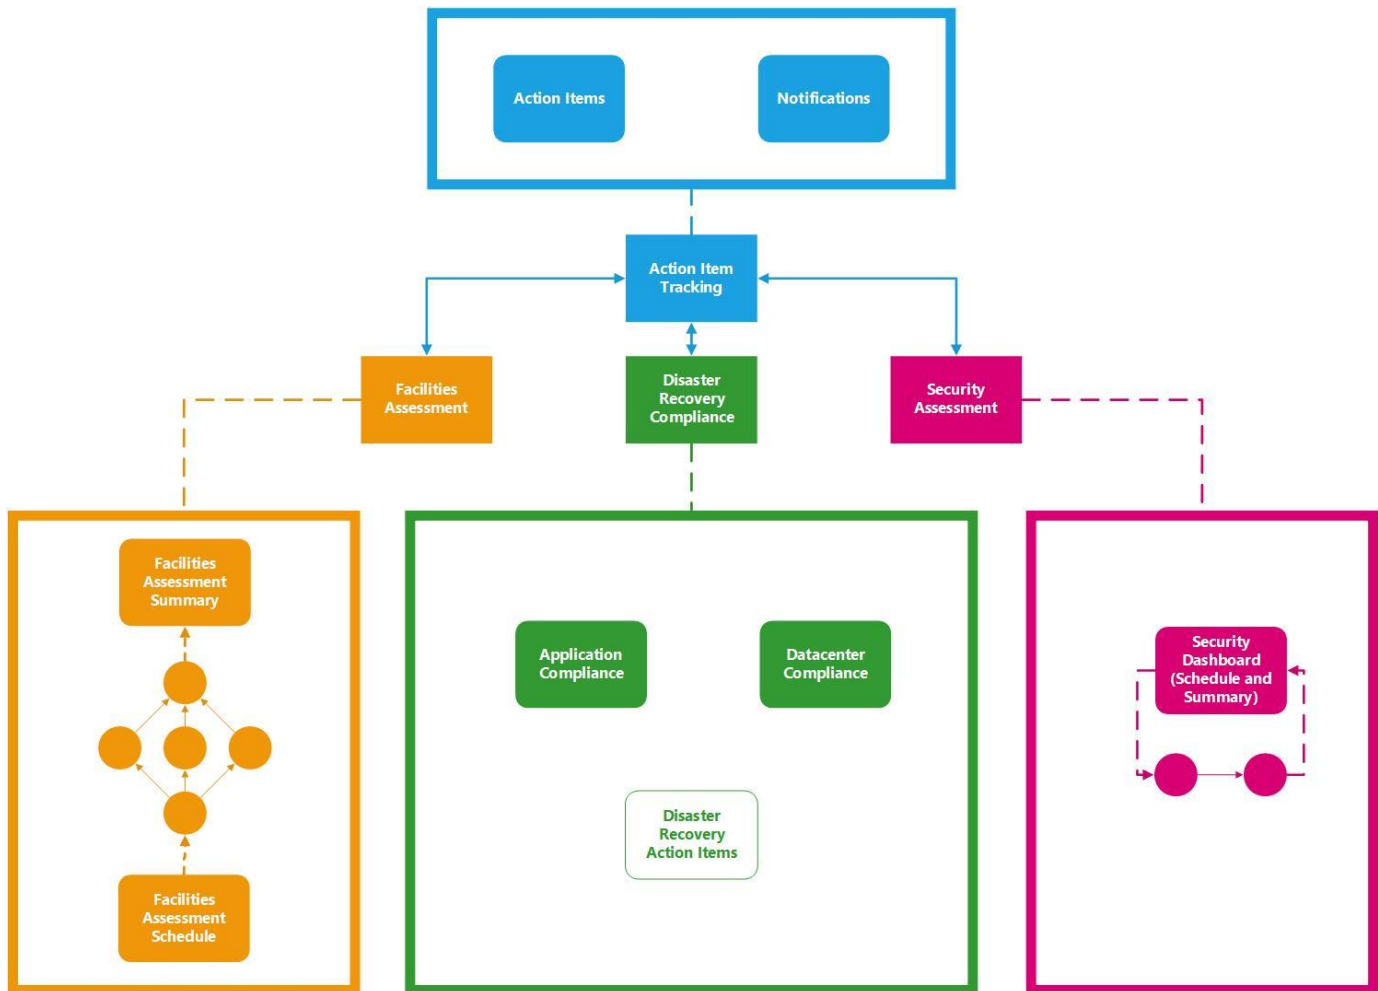 Action Items
Notifications
Action Item
Tracking
Facilities
Assessment
Disaster
Recovery
Compliance
Security
Assessment
Facilities
Assessment
Summary
Application
Compliance
Datacenter
Compliance
Security
Dashboard
(Schedule and
Summary)
Disaster
Recovery
Action Items
Facilities
Assessment
Schedule